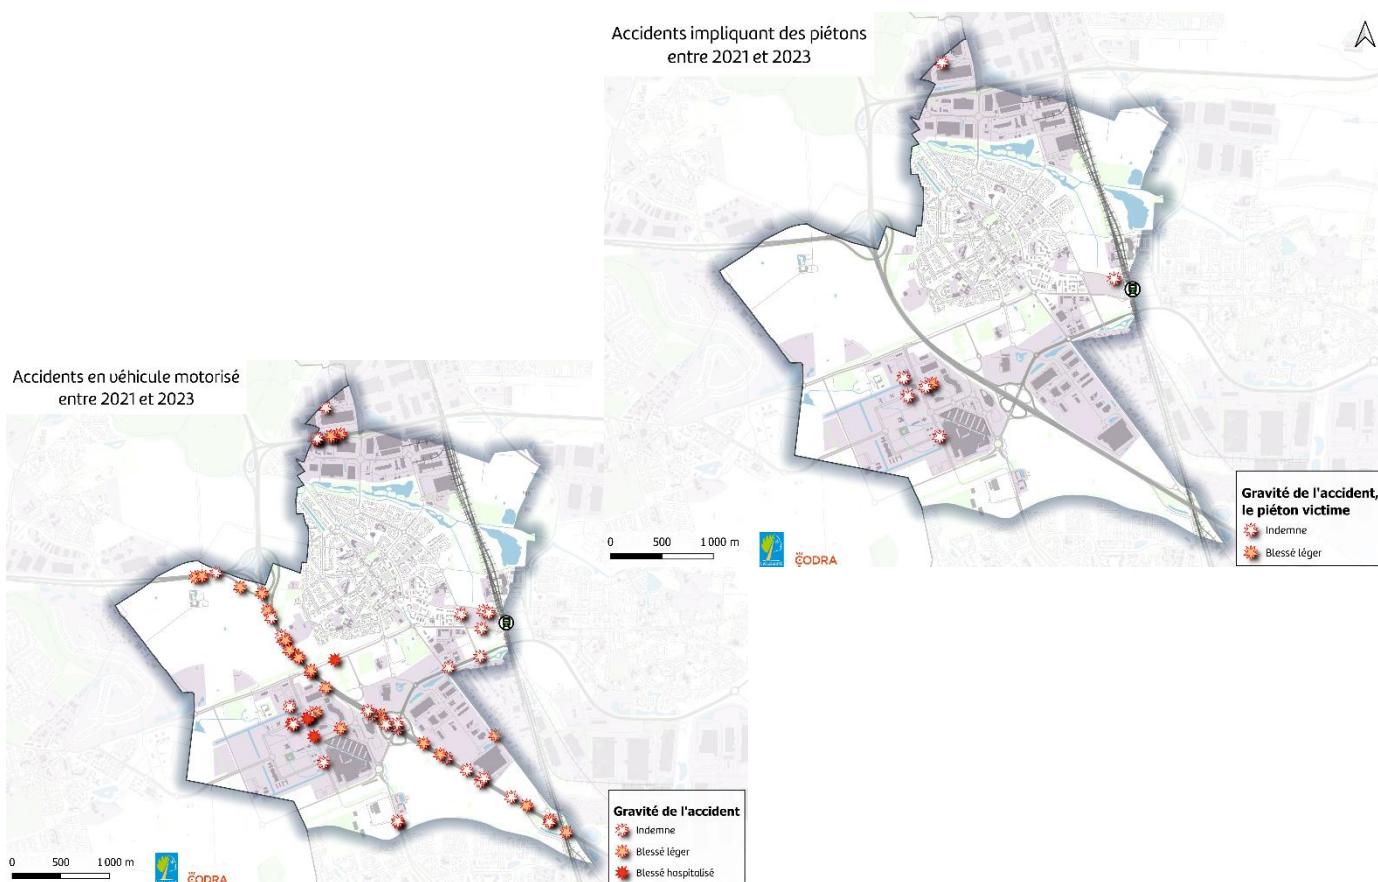 Accidents impliquant des piétons
entre 2021 et 2023
Gravité de l'accident,
le piéton victime
Indemne
Blessé léger
0 500 1 000 m
CODRA
Accidents en véhicule motorisé
entre 2021 et 2023
Gravité de l'accident
Indemne
Blessé léger
Blessé hospitalisé
0 500 1 000 m
CODRA